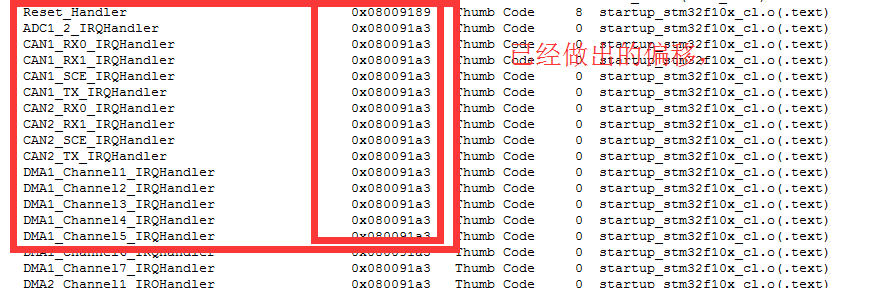 Reset_Handler 0x08009189 Thumb Code 8 startup_stm32f10x_cl.o(.text)
ADC1_2_IRQHandler 0x080091a3 Thumb Code 0 startup_stm32f10x_cl.o(.text)
CAN1_RX0_IRQHandler 0x080091a3 Thumb Code 0 startup_stm32f10x_cl.o(.text)
已经做出的偏移.
CAN1_RX1_IRQHandler 0x080091a3 Thumb Code 0 startup_stm32f10x_cl.o(.text)
CAN1_SCE_IRQHandler 0x080091a3 Thumb Code 0 startup_stm32f10x_cl.o(.text)
CAN1_TX_IRQHandler 0x080091a3 Thumb Code 0 startup_stm32f10x_cl.o(.text)
CAN2_RX0_IRQHandler 0x080091a3 Thumb Code 0 startup_stm32f10x_cl.o(.text)
CAN2_RX1_IRQHandler 0x080091a3 Thumb Code 0 startup_stm32f10x_cl.o(.text)
CAN2_SCE_IRQHandler 0x080091a3 Thumb Code 0 startup_stm32f10x_cl.o(.text)
CAN2_TX_IRQHandler 0x080091a3 Thumb Code 0 startup_stm32f10x_cl.o(.text)
DMA1_Channel1_IRQHandler 0x080091a3 Thumb Code 0 startup_stm32f10x_cl.o(.text)
DMA1_Channel2_IRQHandler 0x080091a3 Thumb Code 0 startup_stm32f10x_cl.o(.text)
DMA1_Channel3_IRQHandler 0x080091a3 Thumb Code 0 startup_stm32f10x_cl.o(.text)
DMA1_Channel4_IRQHandler 0x080091a3 Thumb Code 0 startup_stm32f10x_cl.o(.text)
DMA1_Channel5_IRQHandler 0x080091a3 Thumb Code 0 startup_stm32f10x_cl.o(.text)
DMA1_Channel6_IRQHandler 0x080091a3 Thumb Code 0 startup_stm32f10x_cl.o(.text)
DMA1_Channel7_IRQHandler 0x080091a3 Thumb Code 0 startup_stm32f10x_cl.o(.text)
DMA2_Channel1_IRQHandler 0x080091a3 Thumb Code 0 startup_stm32f10x_cl.o(.text)